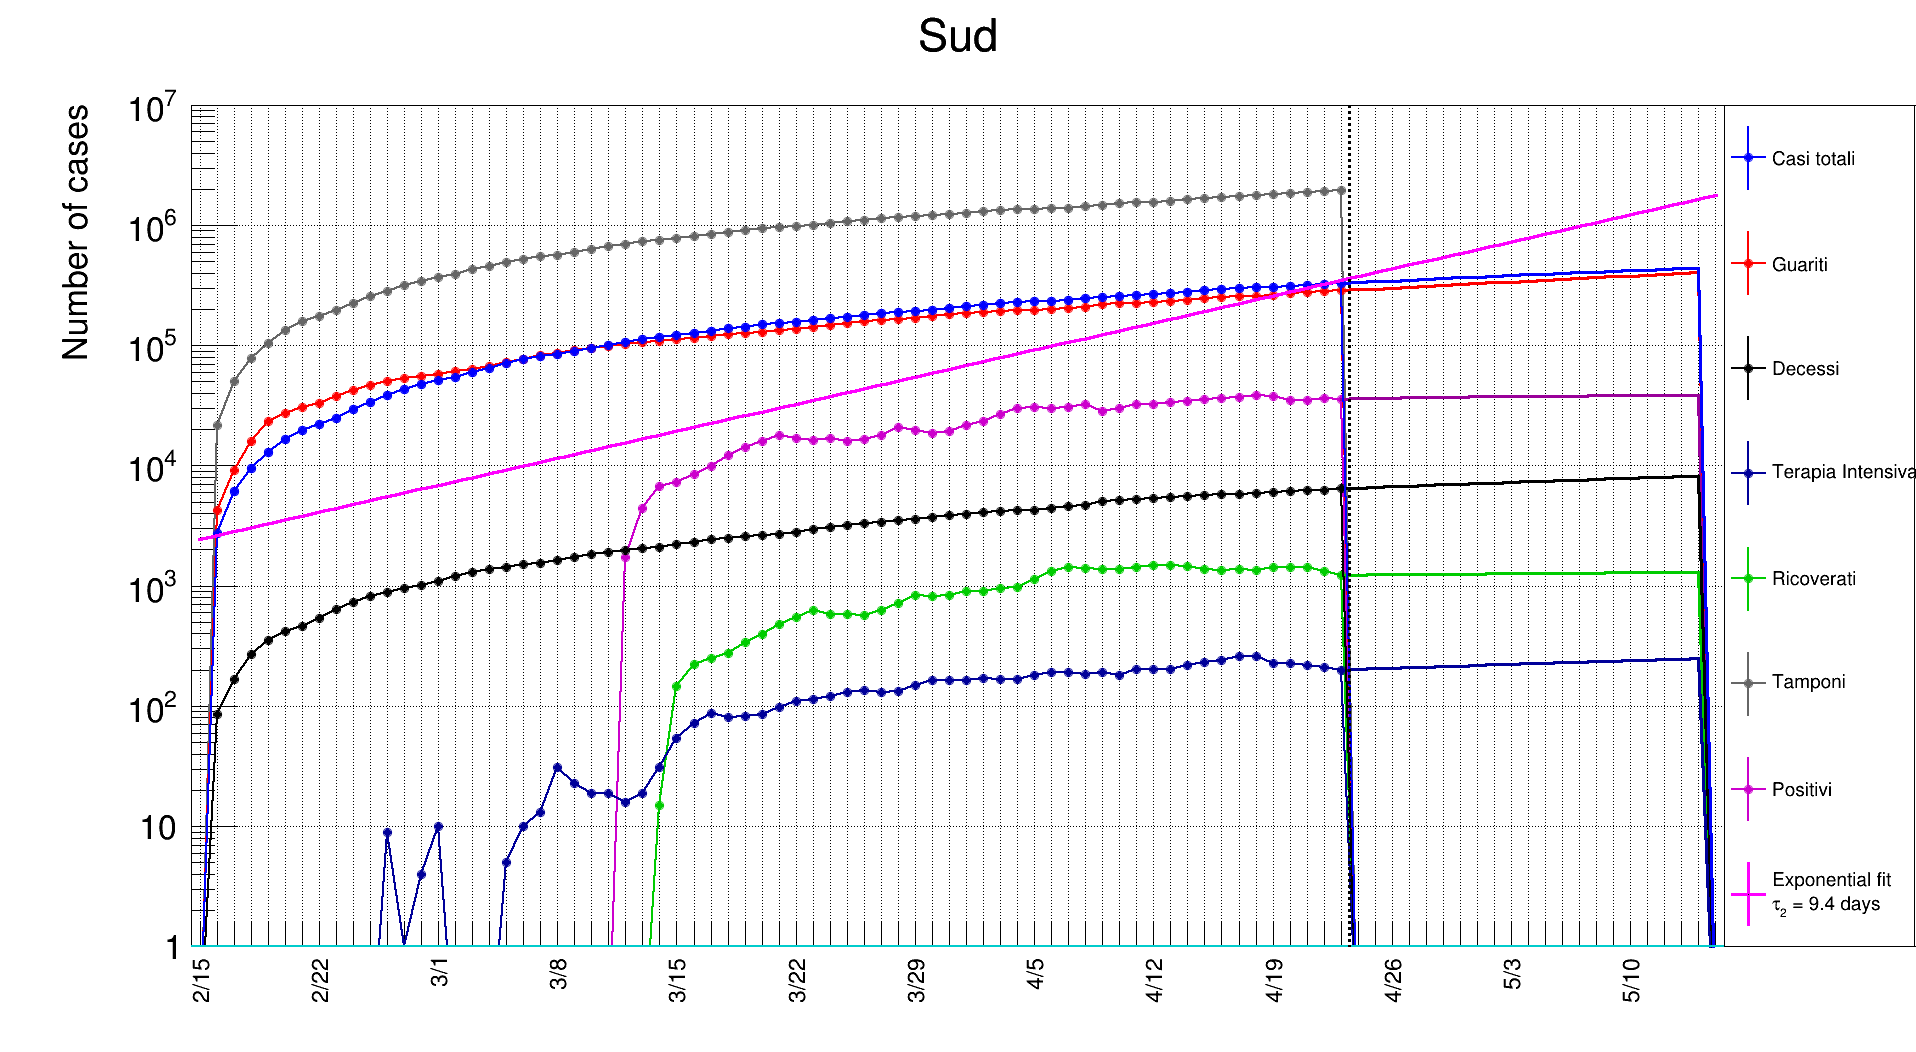 Sud
Number of cases
10^7
10^6
10^5
10^4
10^3
10^2
10
1
2/15 2/22 3/1 3/8 3/15 3/22 3/29 4/5 4/12 4/19 4/26 5/3 5/10
Casi totali
Guariti
Decessi
Terapia Intensiva
Ricoverati
Tamponi
Positivi
Exponential fit
τ_2 = 9.4 days